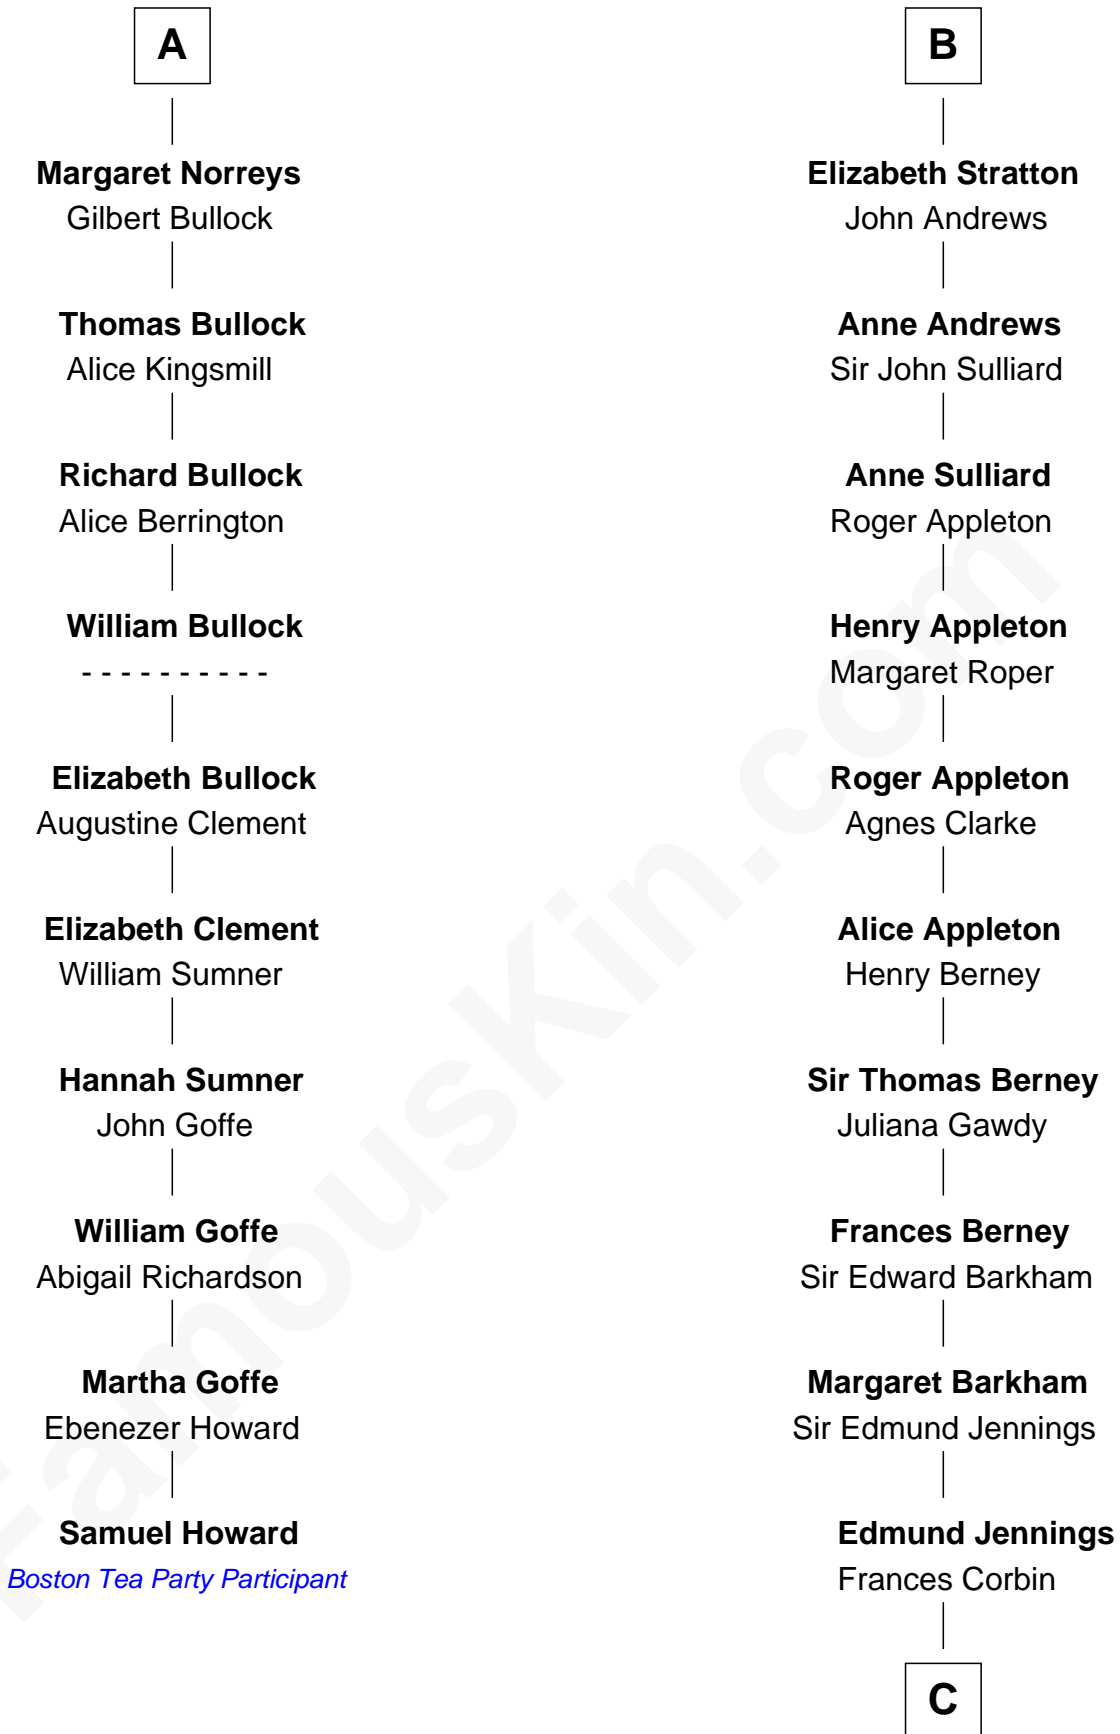 A
Margaret Norreys
Gilbert Bullock
Thomas Bullock
Alice Kingsmill
Richard Bullock
Alice Berrington
William Bullock
- - - - - - - - - -
Elizabeth Bullock
Augustine Clement
Elizabeth Clement
William Sumner
Hannah Sumner
John Goffe
William Goffe
Abigail Richardson
Martha Goffe
Ebenezer Howard
Samuel Howard
Boston Tea Party Participant
B
Elizabeth Stratton
John Andrews
Anne Andrews
Sir John Sulliard
Anne Sulliard
Roger Appleton
Henry Appleton
Margaret Roper
Roger Appleton
Agnes Clarke
Alice Appleton
Henry Berney
Sir Thomas Berney
Juliana Gawdy
Frances Berney
Sir Edward Barkham
Margaret Barkham
Sir Edmund Jennings
Edmund Jennings
Frances Corbin
C
FamousKin.com